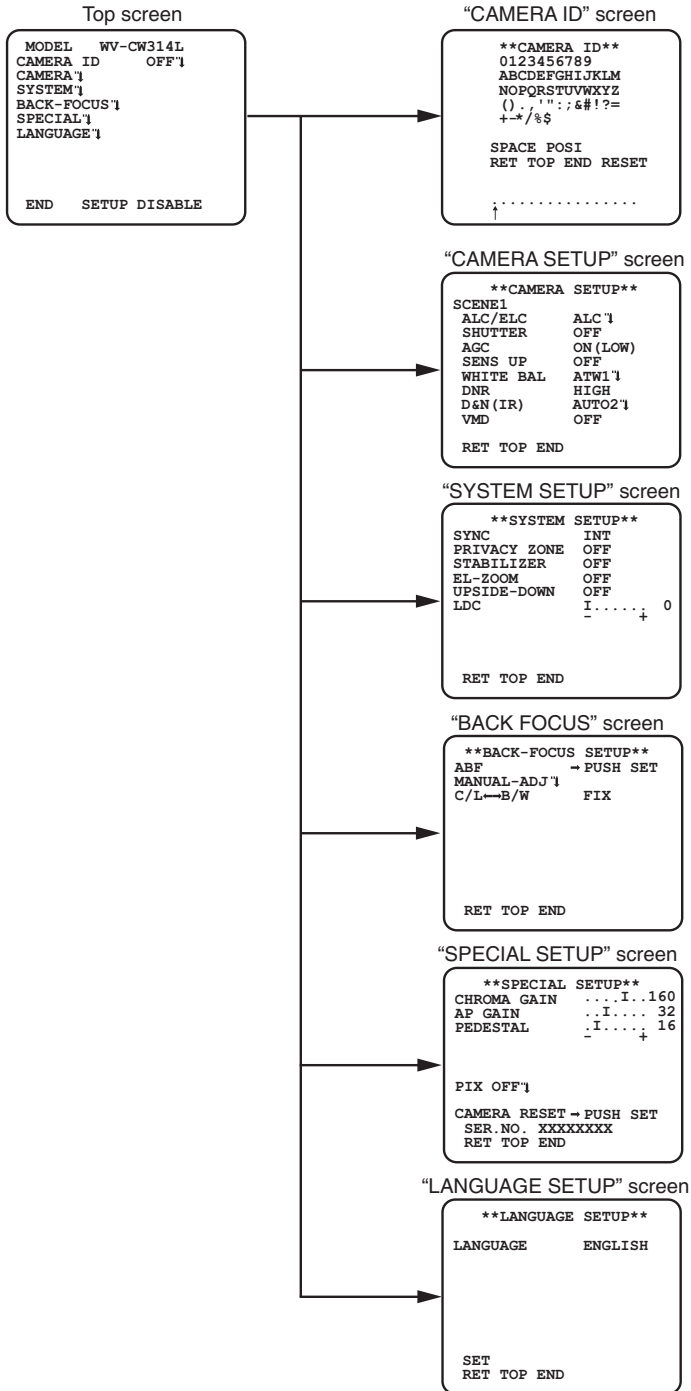 Top screen
MODEL WV-CW314L
CAMERA ID OFF↴
CAMERA↴
SYSTEM↴
BACK-FOCUS↴
SPECIAL↴
LANGUAGE↴
END SETUP DISABLE
“CAMERA ID” screen
**CAMERA ID**
0123456789
ABCDEFGHIJKLM
NOPQRSTUVWXYZ
().,'":;&#!?=
+-*/%$
SPACE POSI
RET TOP END RESET
................
↑
“CAMERA SETUP” screen
**CAMERA SETUP**
SCENE1
ALC/ELC ALC↴
SHUTTER OFF
AGC ON(LOW)
SENS UP OFF
WHITE BAL ATW1↴
DNR HIGH
D&N(IR) AUTO2↴
VMD OFF
RET TOP END
“SYSTEM SETUP” screen
**SYSTEM SETUP**
SYNC INT
PRIVACY ZONE OFF
STABILIZER OFF
EL-ZOOM OFF
UPSIDE-DOWN OFF
LDC I...... 0
- +
RET TOP END
“BACK FOCUS” screen
**BACK-FOCUS SETUP**
ABF →PUSH SET
MANUAL-ADJ↴
C/L←→B/W FIX
RET TOP END
“SPECIAL SETUP” screen
**SPECIAL SETUP**
CHROMA GAIN ....I..160
AP GAIN ..I.... 32
PEDESTAL .I..... 16
- +
PIX OFF↴
CAMERA RESET→PUSH SET
SER.NO. XXXXXXXX
RET TOP END
“LANGUAGE SETUP” screen
**LANGUAGE SETUP**
LANGUAGE ENGLISH
SET
RET TOP END